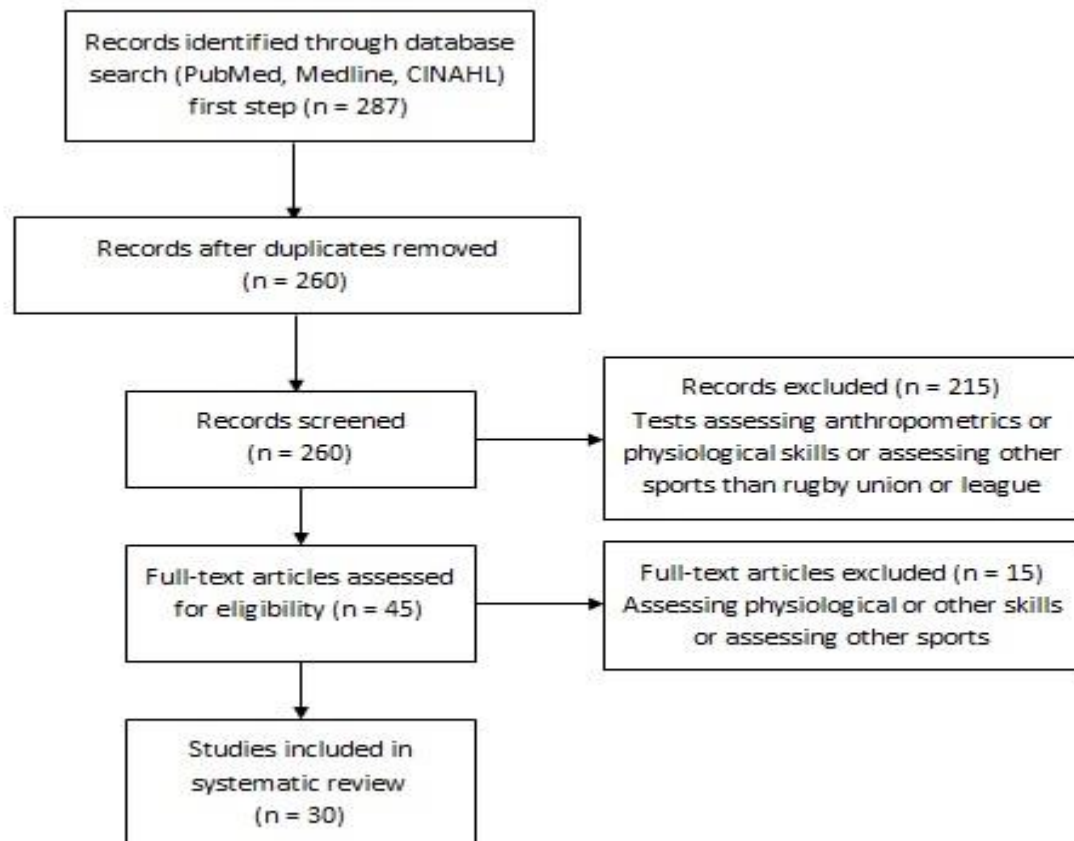 Records identified through database
search (PubMed, Medline, CINAHL)
first step (n = 287)
Records after duplicates removed
(n = 260)
Records screened
(n = 260)
Records excluded (n = 215)
Tests assessing anthropometrics or
physiological skills or assessing other
sports than rugby union or league
Full-text articles assessed
for eligibility (n = 45)
Full-text articles excluded (n = 15)
Assessing physiological or other skills
or assessing other sports
Studies included in
systematic review
(n = 30)